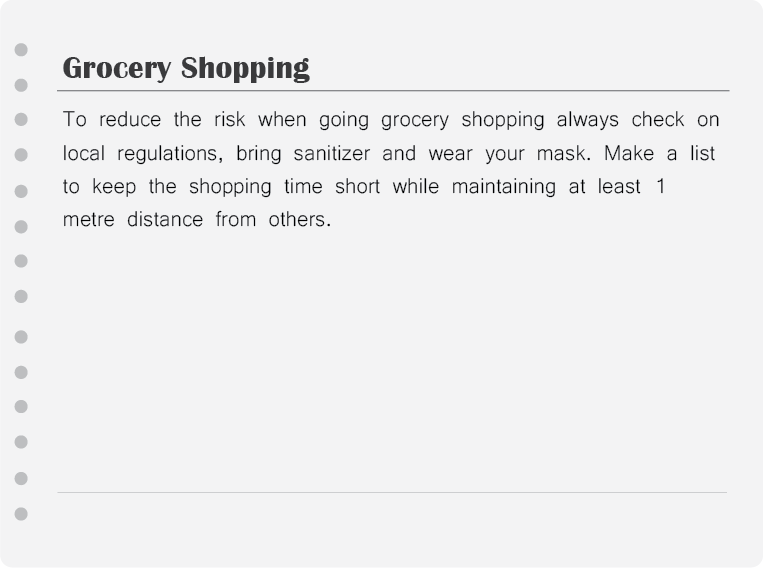 Grocery Shopping
To reduce the risk when going grocery shopping always check on
local regulations, bring sanitizer and wear your mask. Make a list
to keep the shopping time short while maintaining at least 1
metre distance from others.